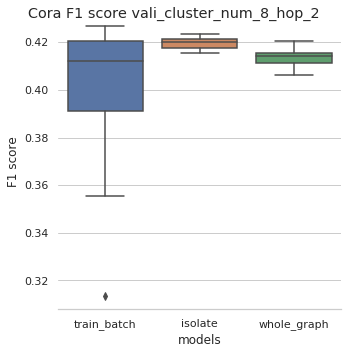 Cora F1 score vali_cluster_num_8_hop_2
0.42
0.40
0.38
0.36
0.34
0.32
F1 score
train_batch isolate whole_graph
models